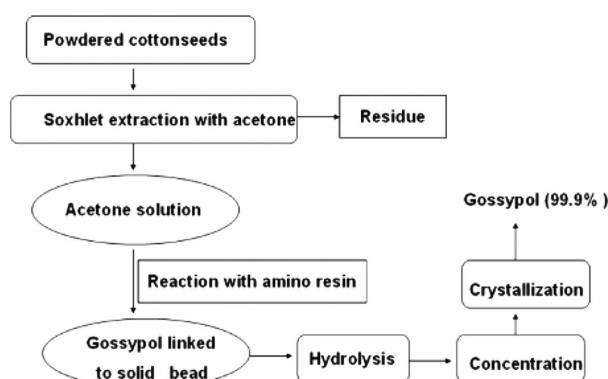 Powdered cottonseeds
Soxhlet extraction with acetone
Residue
Acetone solution
Gossypol (99.9% )
Reaction with amino resin
Crystallization
Gossypol linked
to solid bead
Hydrolysis
Concentration